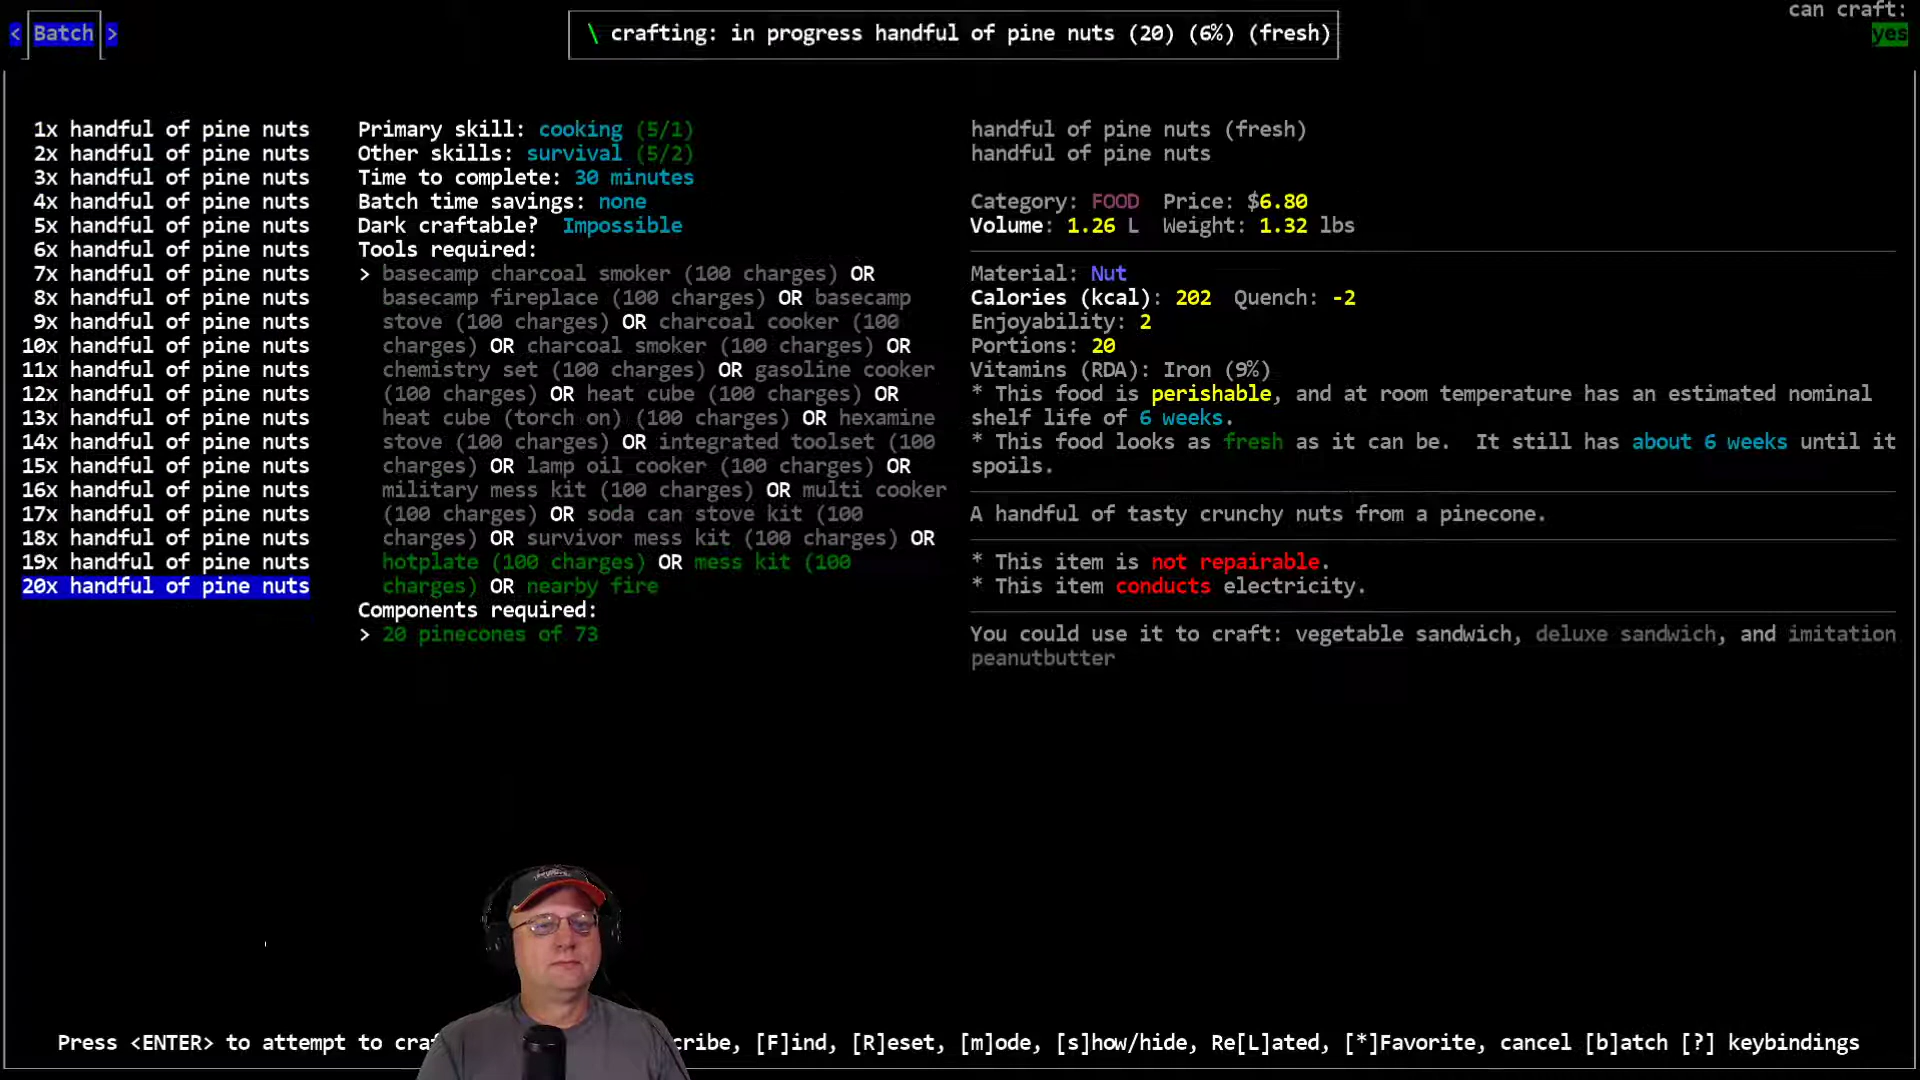 < Batch >
\ crafting: in progress handful of pine nuts (20) (6%) (fresh)
can craft:
yes
1x handful of pine nuts
2x handful of pine nuts
3x handful of pine nuts
4x handful of pine nuts
5x handful of pine nuts
6x handful of pine nuts
7x handful of pine nuts
8x handful of pine nuts
9x handful of pine nuts
10x handful of pine nuts
11x handful of pine nuts
12x handful of pine nuts
13x handful of pine nuts
14x handful of pine nuts
15x handful of pine nuts
16x handful of pine nuts
17x handful of pine nuts
18x handful of pine nuts
19x handful of pine nuts
20x handful of pine nuts
Primary skill: cooking (5/1)
Other skills: survival (5/2)
Time to complete: 30 minutes
Batch time savings: none
Dark craftable? Impossible
Tools required:
> basecamp charcoal smoker (100 charges) OR
basecamp fireplace (100 charges) OR basecamp
stove (100 charges) OR charcoal cooker (100
charges) OR charcoal smoker (100 charges) OR
chemistry set (100 charges) OR gasoline cooker
(100 charges) OR heat cube (100 charges) OR
heat cube (torch on) (100 charges) OR hexamine
stove (100 charges) OR integrated toolset (100
charges) OR lamp oil cooker (100 charges) OR
military mess kit (100 charges) OR multi cooker
(100 charges) OR soda can stove kit (100
charges) OR survivor mess kit (100 charges) OR
hotplate (100 charges) OR mess kit (100
charges) OR nearby fire
Components required:
> 20 pinecones of 73
handful of pine nuts (fresh)
handful of pine nuts
Category: FOOD Price: $6.80
Volume: 1.26 L Weight: 1.32 lbs
Material: Nut
Calories (kcal): 202 Quench: -2
Enjoyability: 2
Portions: 20
Vitamins (RDA): Iron (9%)
* This food is perishable, and at room temperature has an estimated nominal
shelf life of 6 weeks.
* This food looks as fresh as it can be. It still has about 6 weeks until it
spoils.
A handful of tasty crunchy nuts from a pinecone.
* This item is not repairable.
* This item conducts electricity.
You could use it to craft: vegetable sandwich, deluxe sandwich, and imitation
peanutbutter
Press <ENTER> to attempt to cra cribe, [F]ind, [R]eset, [m]ode, [s]how/hide, Re[L]ated, [*]Favorite, cancel [b]atch [?] keybindings